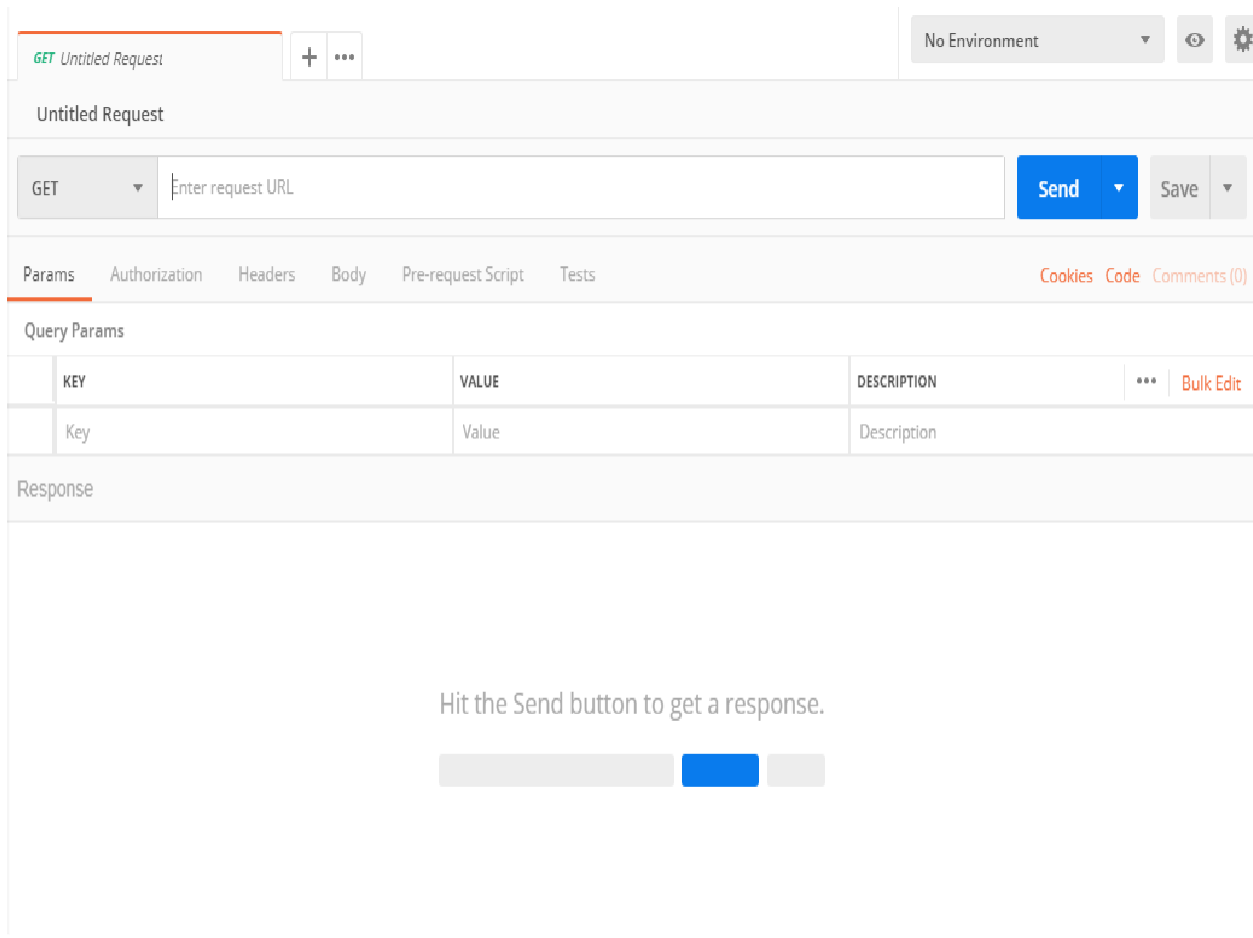 GET Untitled Request
No Environment
Untitled Request
GET Enter request URL Send Save
Params Authorization Headers Body Pre-request Script Tests Cookies Code Comments (0)
Query Params
KEY VALUE DESCRIPTION Bulk Edit
Key Value Description
Response
Hit the Send button to get a response.